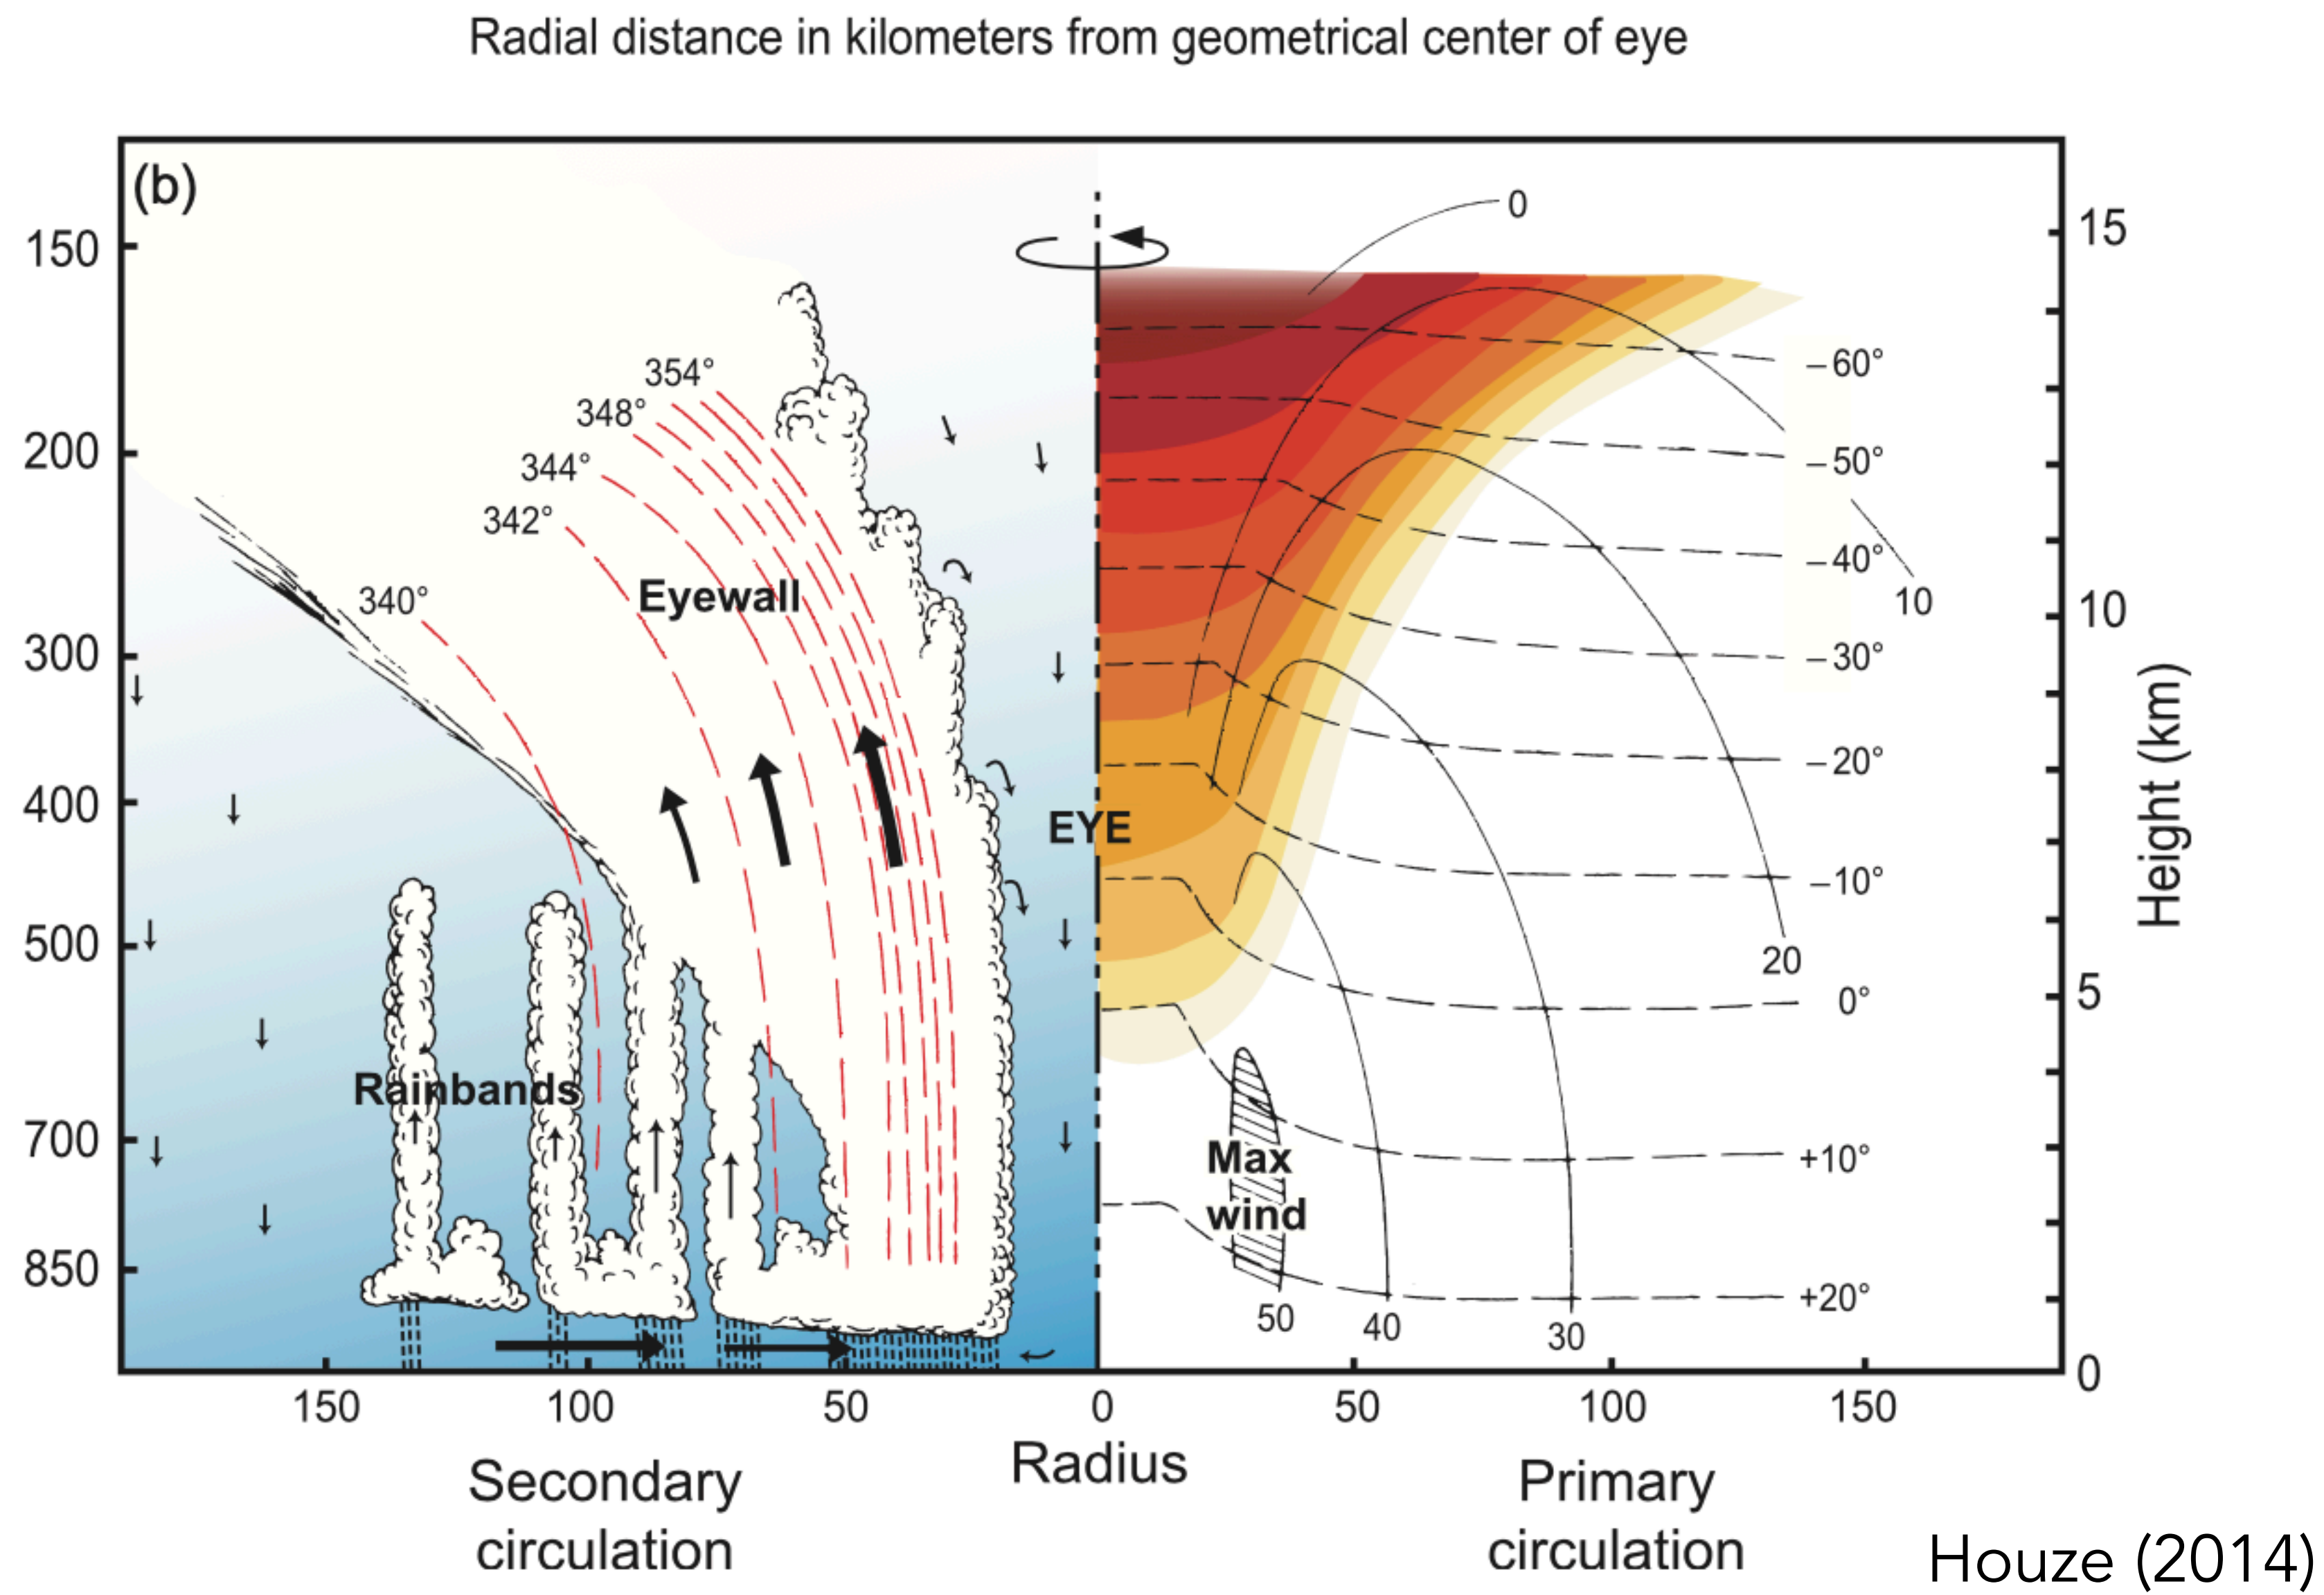 Radial distance in kilometers from geometrical center of eye
(b)
0
150
15
354°
−60°
348°
200
344°
−50°
342°
−40°
Eyewall
340°
10
10
300
−30°
−20°
400
EYE
−10°
Height (km)
500
20
0°
5
Rainbands
700
Max
+10°
wind
850
+20°
50
40
30
0
150
100
50
0
50
100
150
Radius
Secondary
circulation
Primary
circulation
Houze (2014)